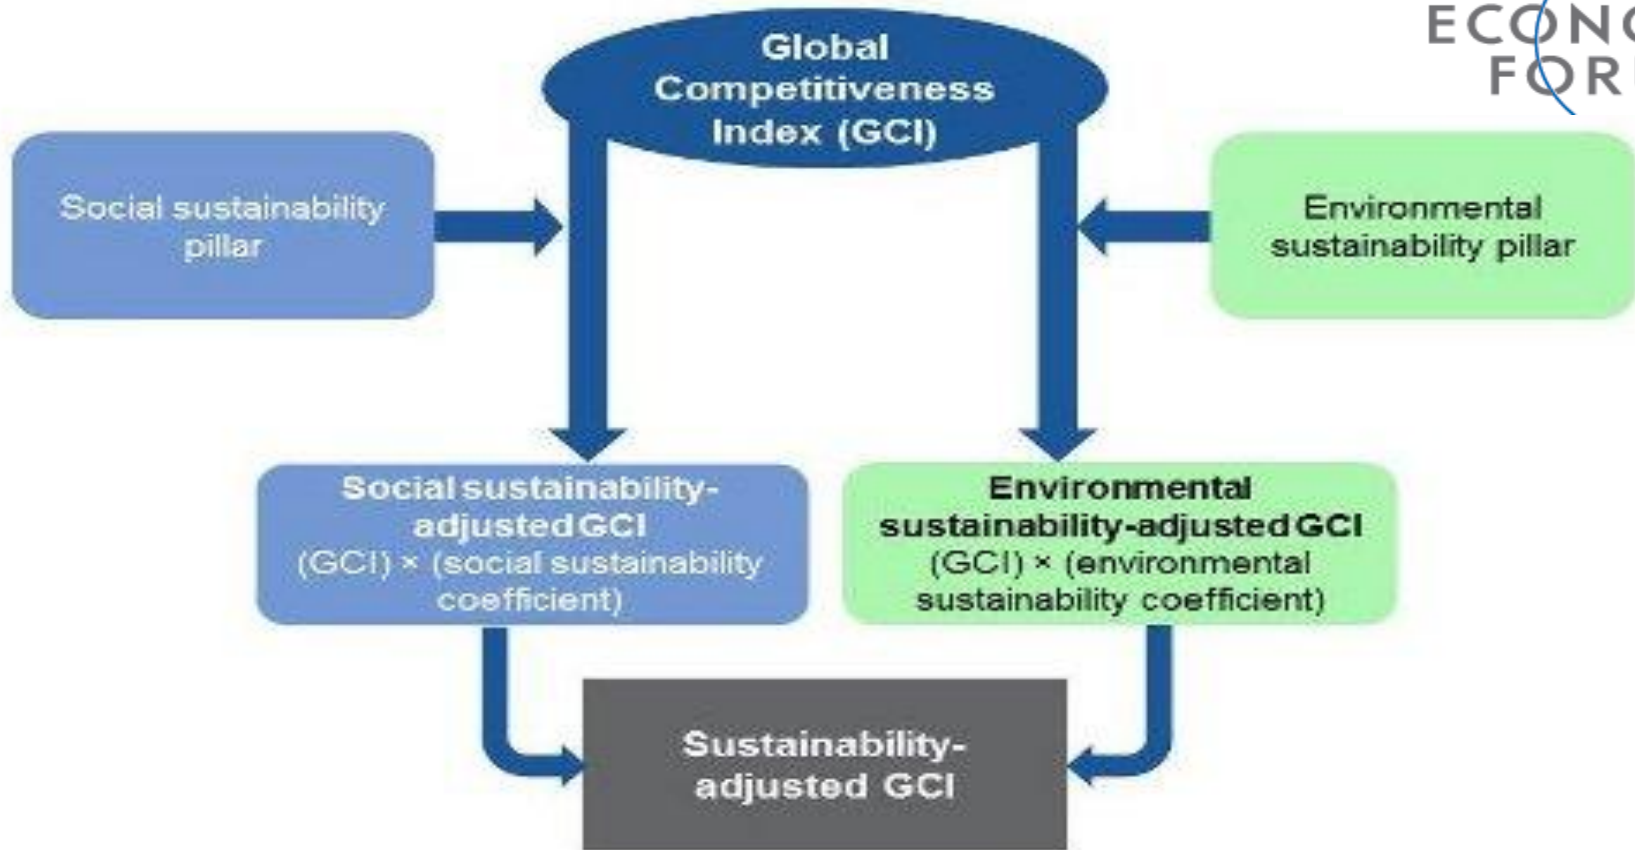 ECONO
FORU
Global
Competitiveness
Index (GCI)
Social sustainability
pillar
Environmental
sustainability pillar
Social sustainability-
adjusted GCI
(GCI) × (social sustainability
coefficient)
Environmental
sustainability-adjusted GCI
(GCI) × (environmental
sustainability coefficient)
Sustainability-
adjusted GCI